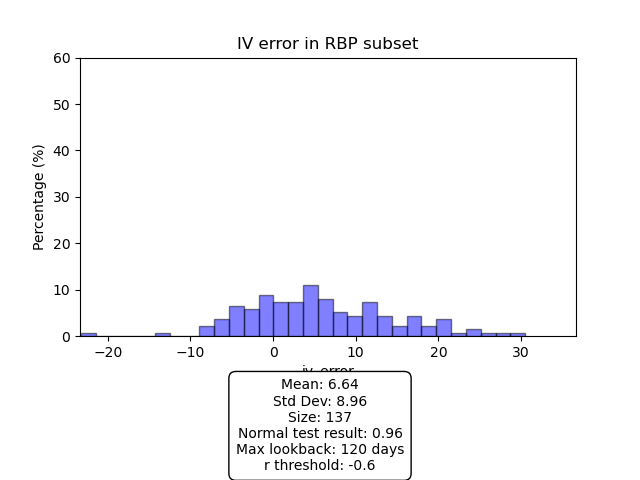 IV error in RBP subset
60
50
40
30
20
10
0
Percentage (%)
−20 −10 0 10 20 30
iv_error
Mean: 6.64
Std Dev: 8.96
Size: 137
Normal test result: 0.96
Max lookback: 120 days
r threshold: -0.6